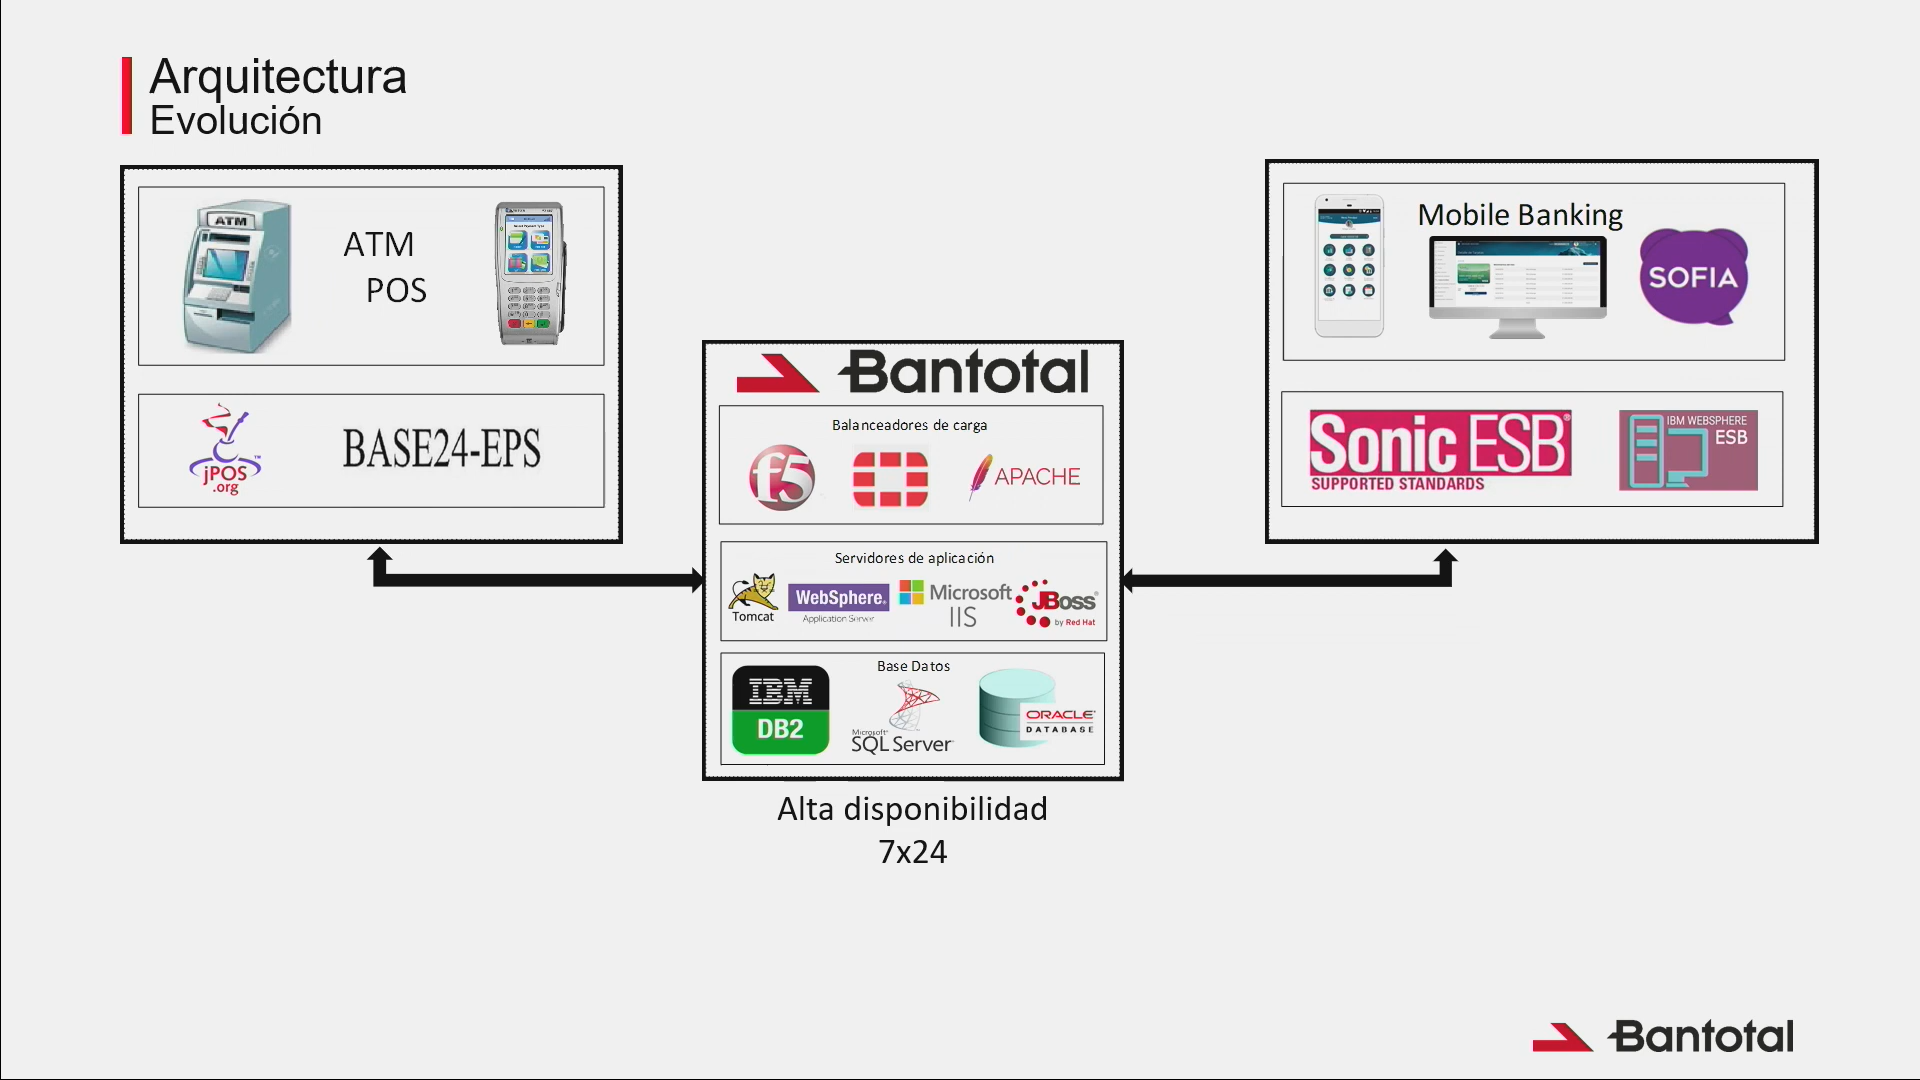 Arquitectura
Evolución
ATM
ATM
POS
jPOS
.org
™
BASE24-EPS
Bantotal
Balanceadores de carga
f5
APACHE
Servidores de aplicación
Tomcat
WebSphere®
Application Server
Microsoft
IIS
JBoss
by Red Hat
Base Datos
IBM
DB2
Microsoft®
SQL Server
ORACLE®
DATABASE
Alta disponibilidad
7x24
Mobile Banking
SOFIA
Sonic ESB®
SUPPORTED STANDARDS
IBM WEBSPHERE
ESB
Bantotal